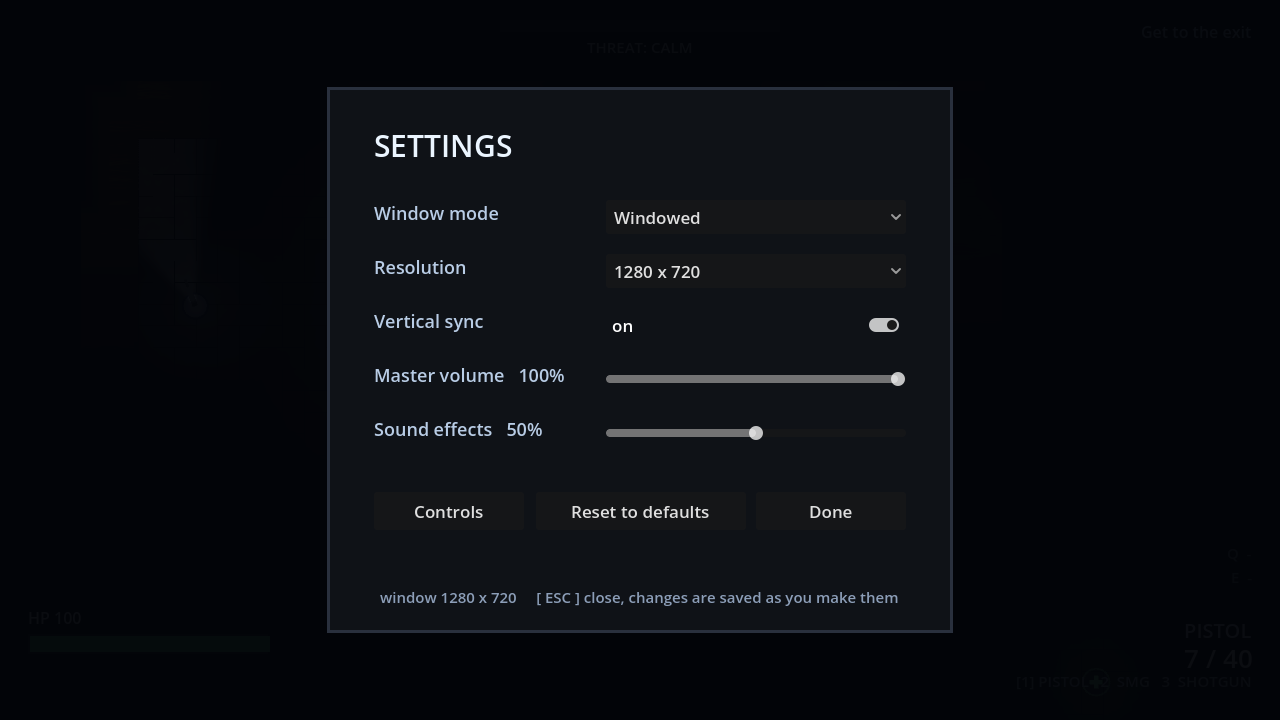 THREAT: CALM
Get to the exit
SETTINGS
Window mode Windowed
Resolution 1280 x 720
Vertical sync on
Master volume 100%
Sound effects 50%
Controls Reset to defaults Done
window 1280 x 720 [ ESC ] close, changes are saved as you make them
HP 100
PISTOL
7 / 40
[1] PISTOL SMG 3 SHOTGUN